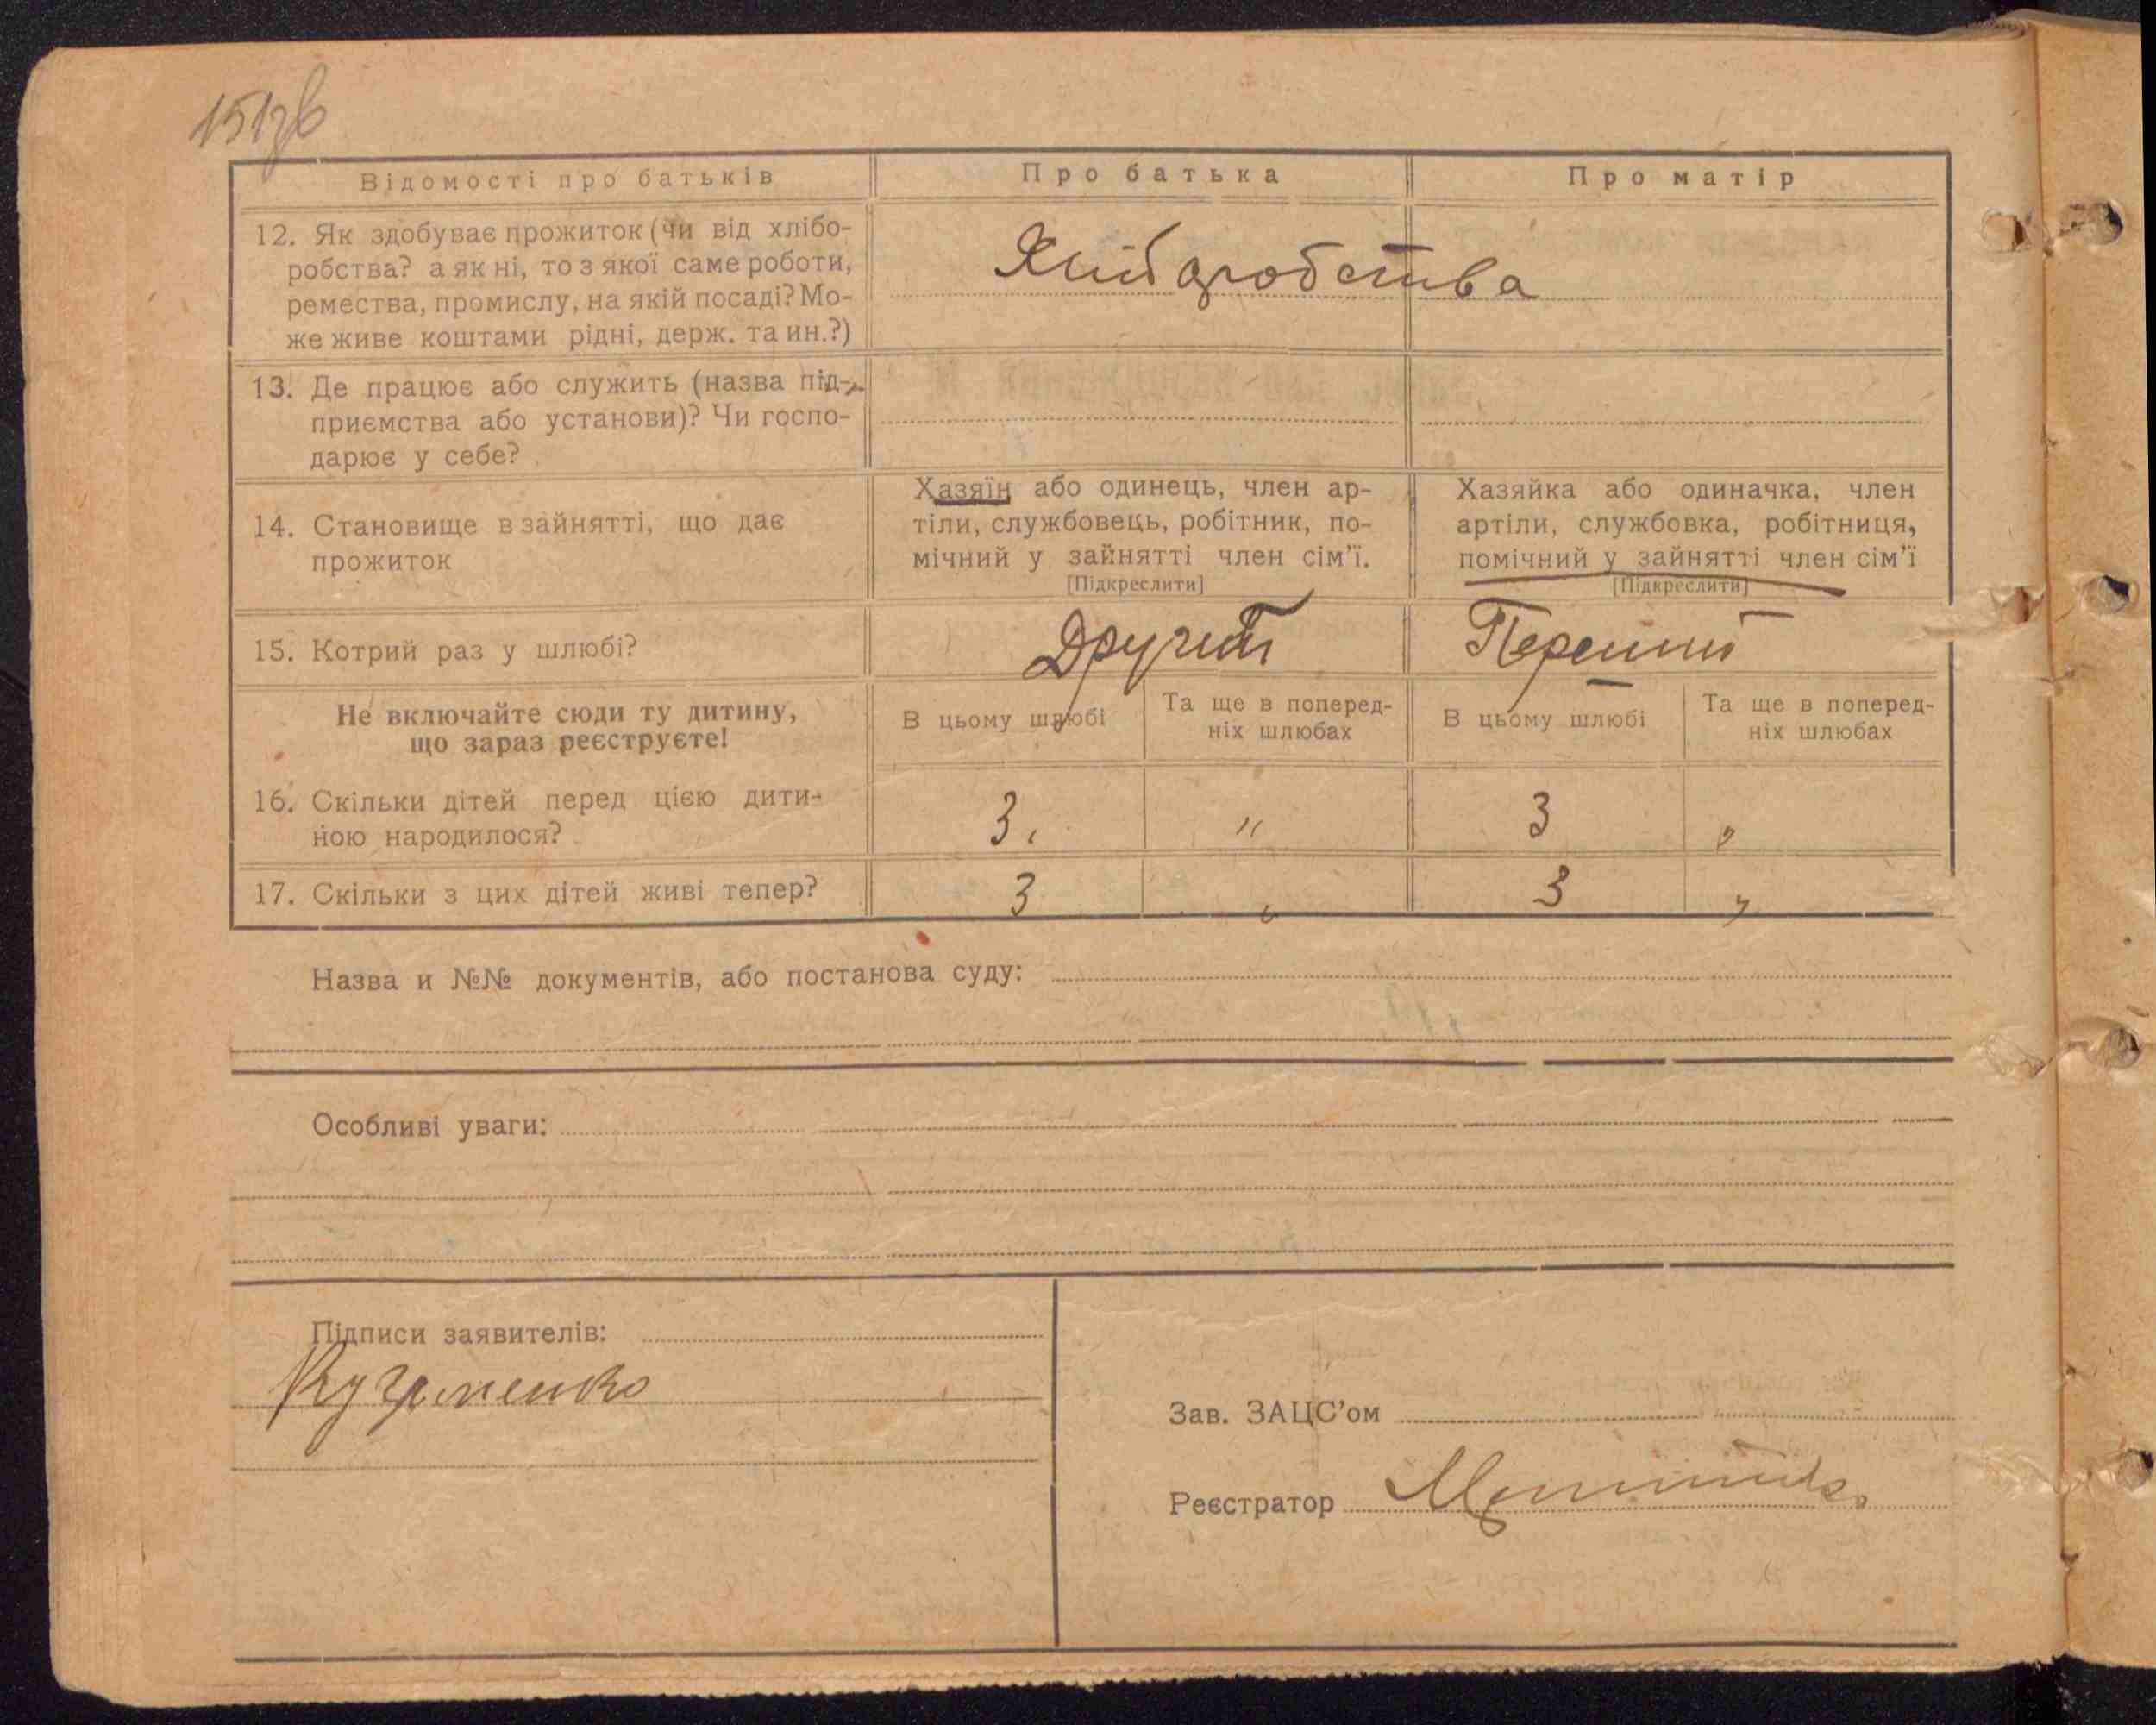 151зв
Відомості про батьків
Про батька
Про матір
12. Як здобуває прожиток (чи від хлібо-
робства? а як ні, то з якої саме роботи,
ремества, промислу, на якій посаді? Мо-
же живе коштами рідні, держ. та ин.?)
Хліборобства
13. Де працює або служить (назва під-
приємства або установи)? Чи госпо-
дарює у себе?
14. Становище в зайнятті, що дає
прожиток
Хазяїн або одинець, член ар-
тіли, службовець, робітник, по-
мічний у зайнятті член сім'ї.
[Підкреслити]
Хазяйка або одиначка, член
артіли, службовка, робітниця,
помічний у зайнятті член сім'ї
[Підкреслити]
15. Котрий раз у шлюбі?
Другий
Перший
Не включайте сюди ту дитину,
що зараз реєструєте!
В цьому шлюбі
Та ще в поперед-
ніх шлюбах
В цьому шлюбі
Та ще в поперед-
ніх шлюбах
16. Скільки дітей перед цією дити-
ною народилося?
3. " 3 "
17. Скільки з цих дітей живі тепер?
3 " 3 "
Назва и №№ документів, або постанова суду:
Особливі уваги:
Підписи заявителів:
Зав. ЗАЦС'ом
Реєстратор